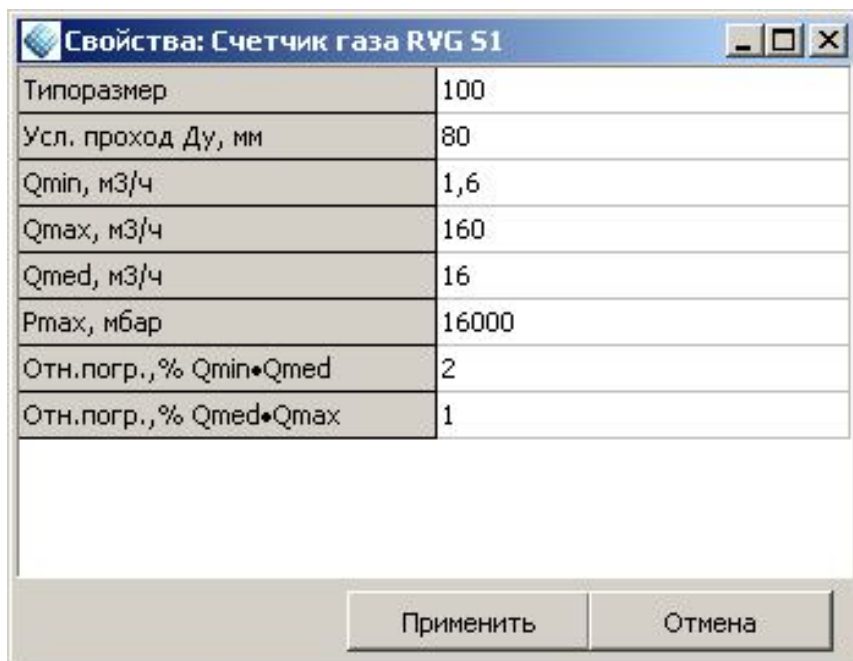 Свойства: Счетчик газа RVG S1
Типоразмер 100
Усл. проход Ду, мм 80
Qmin, м3/ч 1,6
Qmax, м3/ч 160
Qmed, м3/ч 16
Pmax, мбар 16000
Отн.погр.,% Qmin•Qmed 2
Отн.погр.,% Qmed•Qmax 1
Применить Отмена